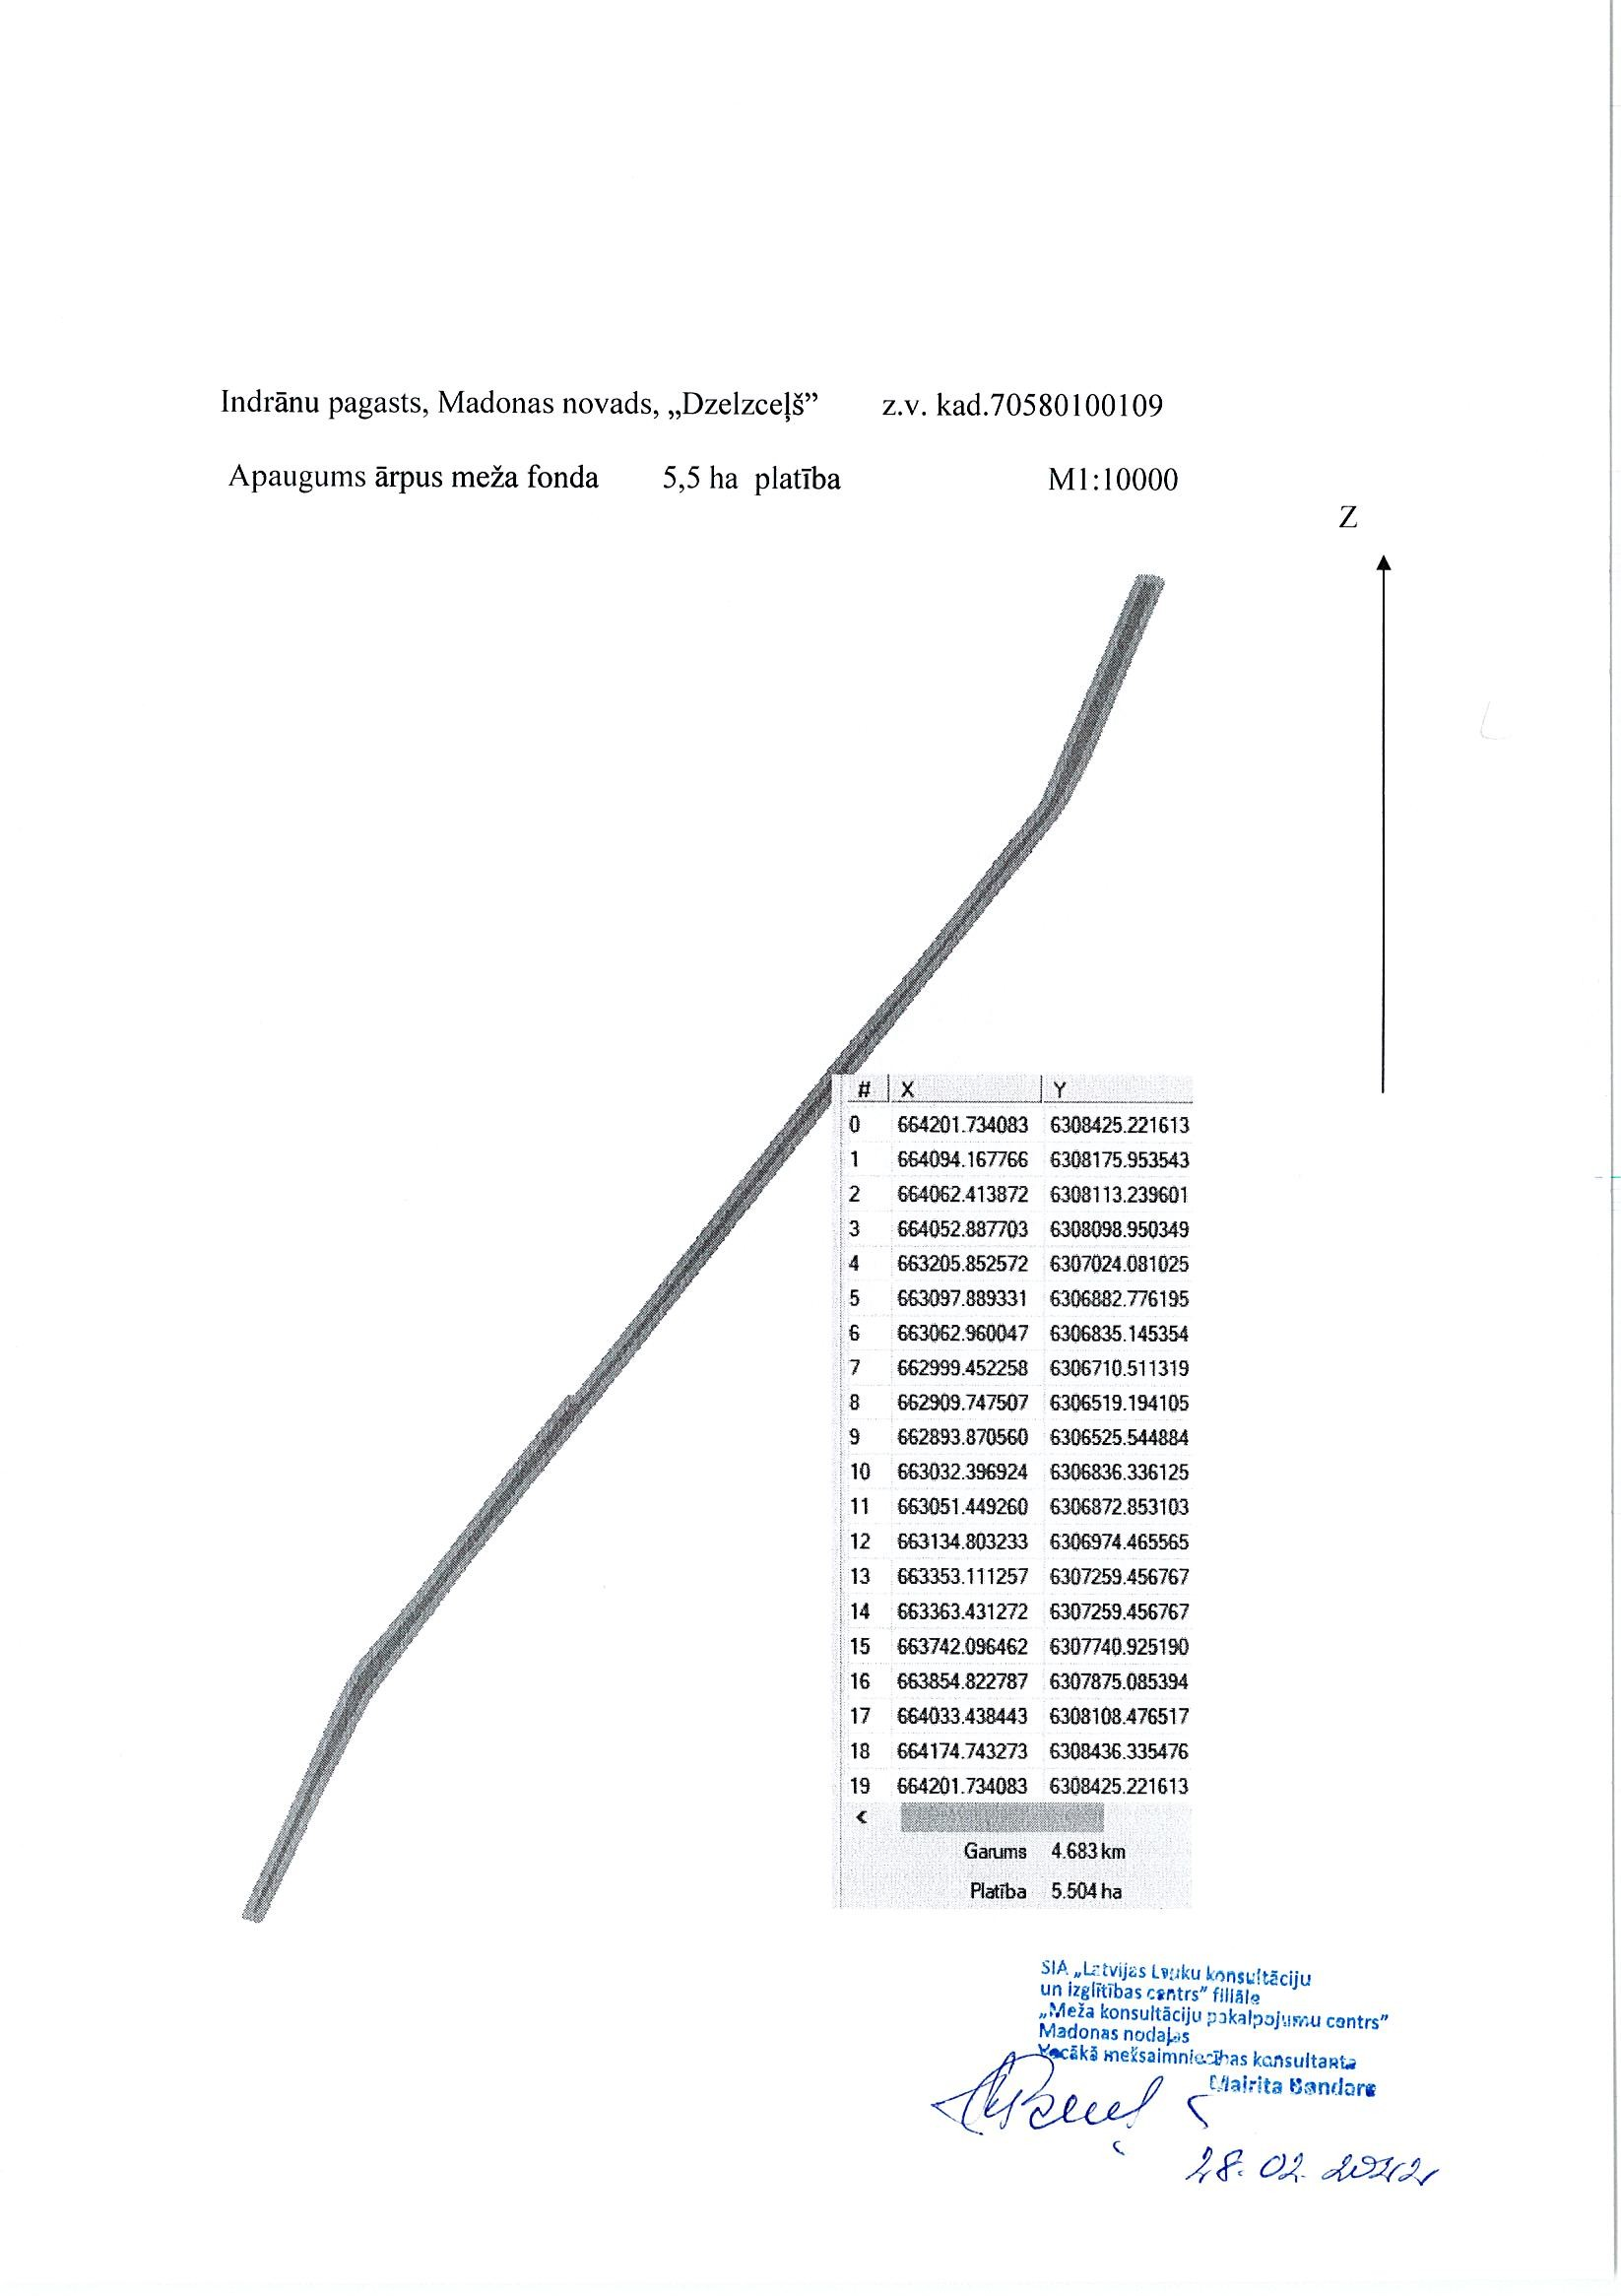 Indrānu pagasts, Madonas novads, „Dzelzceļš” z.v. kad.70580100109
Apaugums ārpus meža fonda 5,5 ha platība M1:10000
Z
# X Y
0 664201.734083 6308425.221613
1 664094.167766 6308175.953543
2 664062.413872 6308113.239601
3 664052.887703 6308098.950349
4 663205.852572 6307024.081025
5 663097.889331 6306882.776195
6 663062.960047 6306835.145354
7 662999.452258 6306710.511319
8 662909.747507 6306519.194105
9 662893.870560 6306525.544884
10 663032.396924 6306836.336125
11 663051.449260 6306872.853103
12 663134.803233 6306974.465565
13 663353.111257 6307259.456767
14 663363.431272 6307259.456767
15 663742.096462 6307740.925190
16 663854.822787 6307875.085394
17 664033.438443 6308108.476517
18 664174.743273 6308436.335476
19 664201.734083 6308425.221613
<
Garums 4.683 km
Platība 5.504 ha
SIA „Latvijas Lauku konsultāciju
un izglītības centrs” filiāle
„Meža konsultāciju pakalpojumu centrs”
Madonas nodaļas
Vecākā mežsaimniecības konsultanta
Mairita Bandare
28.02.2022